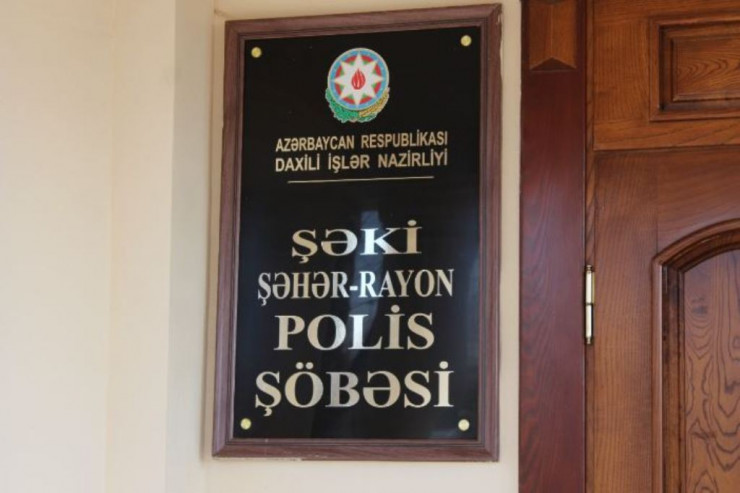 AZƏRBAYCAN RESPUBLİKASI
DAXİLİ İŞLƏR NAZİRLİYİ
ŞƏKİ
ŞƏHƏR-RAYON
POLİS
ŞÖBƏSİ